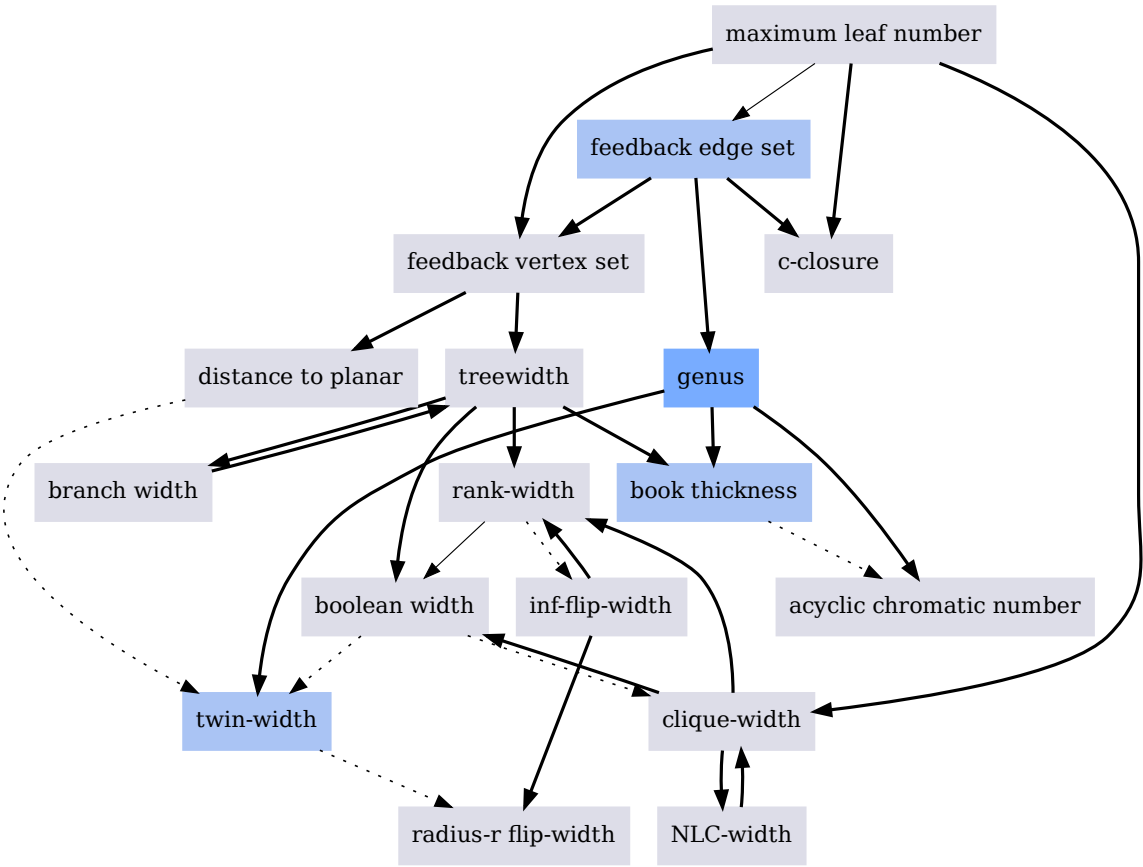 maximum leaf number
feedback edge set
feedback vertex set
c-closure
distance to planar
treewidth
genus
branch width
rank-width
book thickness
boolean width
inf-flip-width
acyclic chromatic number
twin-width
clique-width
radius-r flip-width
NLC-width